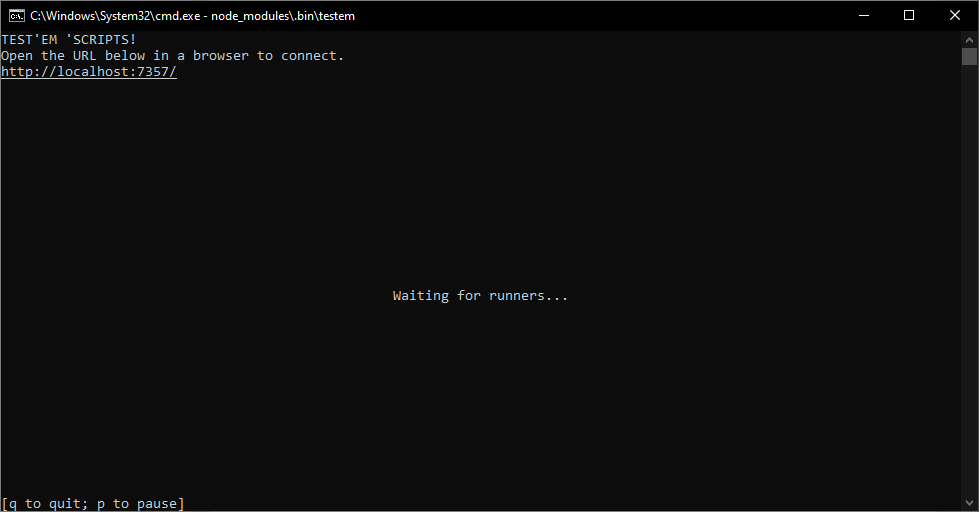 C:\Windows\System32\cmd.exe - node_modules\.bin\testem
TEST'EM 'SCRIPTS!
Open the URL below in a browser to connect.
http://localhost:7357/
Waiting for runners...
[q to quit; p to pause]